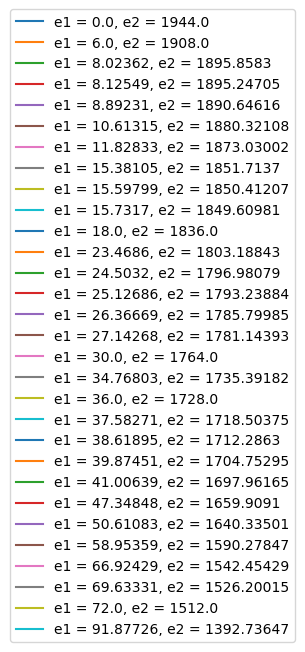 e1 = 0.0, e2 = 1944.0
e1 = 6.0, e2 = 1908.0
e1 = 8.02362, e2 = 1895.8583
e1 = 8.12549, e2 = 1895.24705
e1 = 8.89231, e2 = 1890.64616
e1 = 10.61315, e2 = 1880.32108
e1 = 11.82833, e2 = 1873.03002
e1 = 15.38105, e2 = 1851.7137
e1 = 15.59799, e2 = 1850.41207
e1 = 15.7317, e2 = 1849.60981
e1 = 18.0, e2 = 1836.0
e1 = 23.4686, e2 = 1803.18843
e1 = 24.5032, e2 = 1796.98079
e1 = 25.12686, e2 = 1793.23884
e1 = 26.36669, e2 = 1785.79985
e1 = 27.14268, e2 = 1781.14393
e1 = 30.0, e2 = 1764.0
e1 = 34.76803, e2 = 1735.39182
e1 = 36.0, e2 = 1728.0
e1 = 37.58271, e2 = 1718.50375
e1 = 38.61895, e2 = 1712.2863
e1 = 39.87451, e2 = 1704.75295
e1 = 41.00639, e2 = 1697.96165
e1 = 47.34848, e2 = 1659.9091
e1 = 50.61083, e2 = 1640.33501
e1 = 58.95359, e2 = 1590.27847
e1 = 66.92429, e2 = 1542.45429
e1 = 69.63331, e2 = 1526.20015
e1 = 72.0, e2 = 1512.0
e1 = 91.87726, e2 = 1392.73647